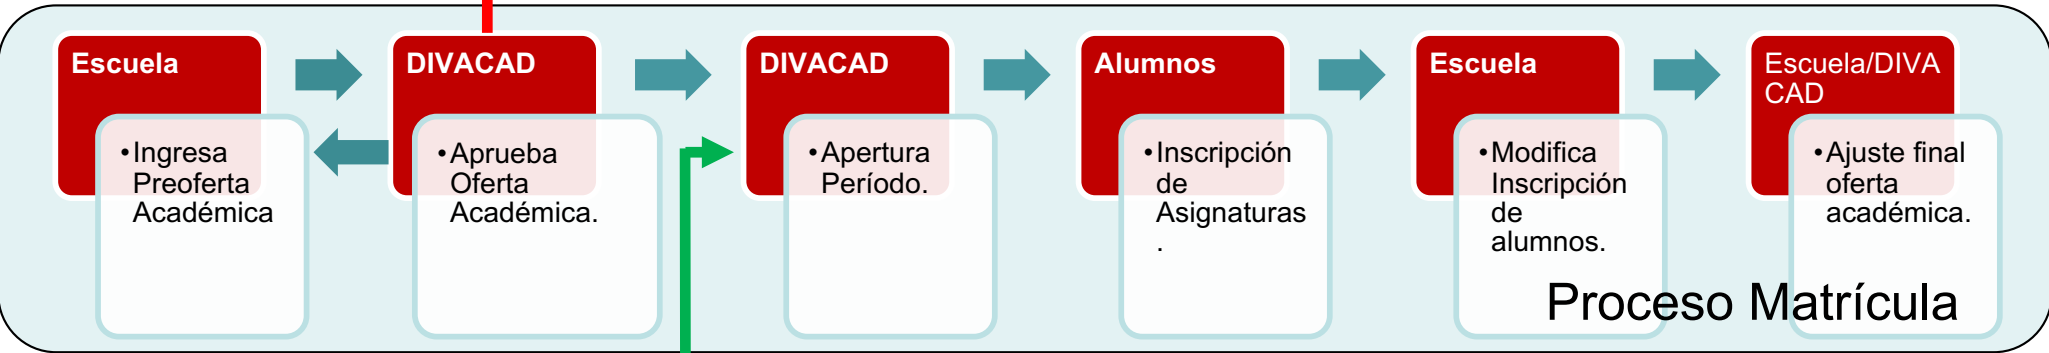 Escuela
•Ingresa
Preoferta
Académica
DIVACAD
•Aprueba
Oferta
Académica.
DIVACAD
•Apertura
Período.
Alumnos
•Inscripción
de
Asignaturas
.
Escuela
•Modifica
Inscripción
de
alumnos.
Escuela/DIVA
CAD
•Ajuste final
oferta
académica.
Proceso Matrícula